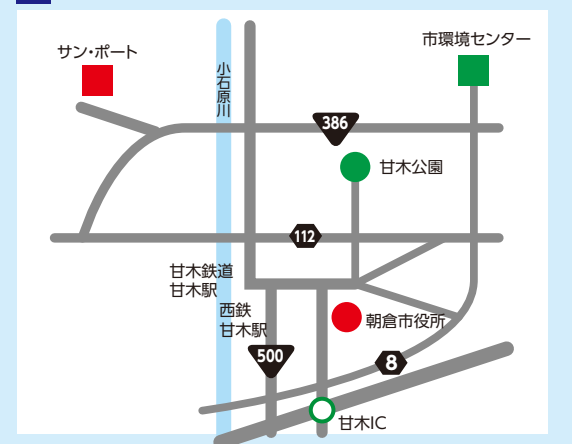 サン・ポート
小石原川
市環境センター
386
甘木公園
112
甘木鉄道
甘木駅
西鉄
甘木駅
朝倉市役所
500
8
甘木IC